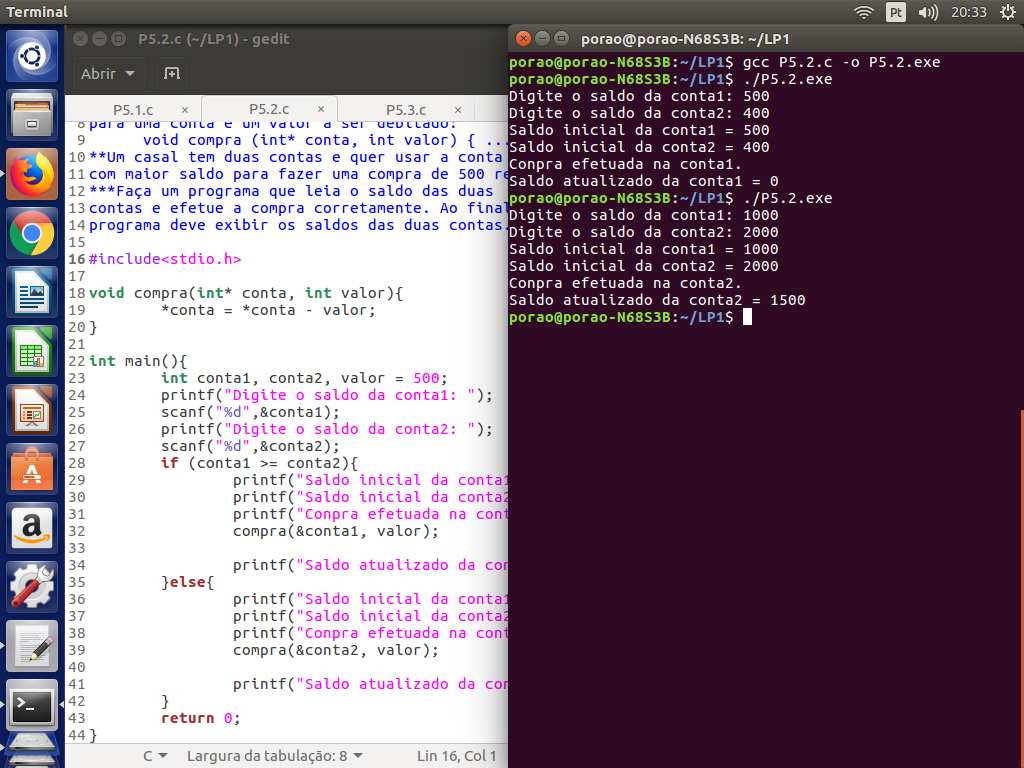 Terminal
Pt
20:33
P5.2.c (~/LP1) - gedit
Abrir
P5.1.c ×
P5.2.c ×
P5.3.c ×
8 para uma conta e um valor a ser debitado:
9 void compra (int* conta, int valor) { ...
10 **Um casal tem duas contas e quer usar a conta
11 com maior saldo para fazer uma compra de 500 re
12 ***Faça um programa que leia o saldo das duas
13 contas e efetue a compra corretamente. Ao final
14 programa deve exibir os saldos das duas contas.
15
16 #include<stdio.h>
17
18 void compra(int* conta, int valor){
19 *conta = *conta - valor;
20 }
21
22 int main(){
23 int conta1, conta2, valor = 500;
24 printf("Digite o saldo da conta1: ");
25 scanf("%d",&conta1);
26 printf("Digite o saldo da conta2: ");
27 scanf("%d",&conta2);
28 if (conta1 >= conta2){
29 printf("Saldo inicial da conta1
30 printf("Saldo inicial da conta2
31 printf("Conpra efetuada na cont
32 compra(&conta1, valor);
33
34 printf("Saldo atualizado da con
35 }else{
36 printf("Saldo inicial da conta1
37 printf("Saldo inicial da conta2
38 printf("Conpra efetuada na cont
39 compra(&conta2, valor);
40
41 printf("Saldo atualizado da con
42 }
43 return 0;
44 }
C
Largura da tabulação: 8
Lin 16, Col 1
porao@porao-N68S3B: ~/LP1
porao@porao-N68S3B:~/LP1$ gcc P5.2.c -o P5.2.exe
porao@porao-N68S3B:~/LP1$ ./P5.2.exe
Digite o saldo da conta1: 500
Digite o saldo da conta2: 400
Saldo inicial da conta1 = 500
Saldo inicial da conta2 = 400
Conpra efetuada na conta1.
Saldo atualizado da conta1 = 0
porao@porao-N68S3B:~/LP1$ ./P5.2.exe
Digite o saldo da conta1: 1000
Digite o saldo da conta2: 2000
Saldo inicial da conta1 = 1000
Saldo inicial da conta2 = 2000
Conpra efetuada na conta2.
Saldo atualizado da conta2 = 1500
porao@porao-N68S3B:~/LP1$